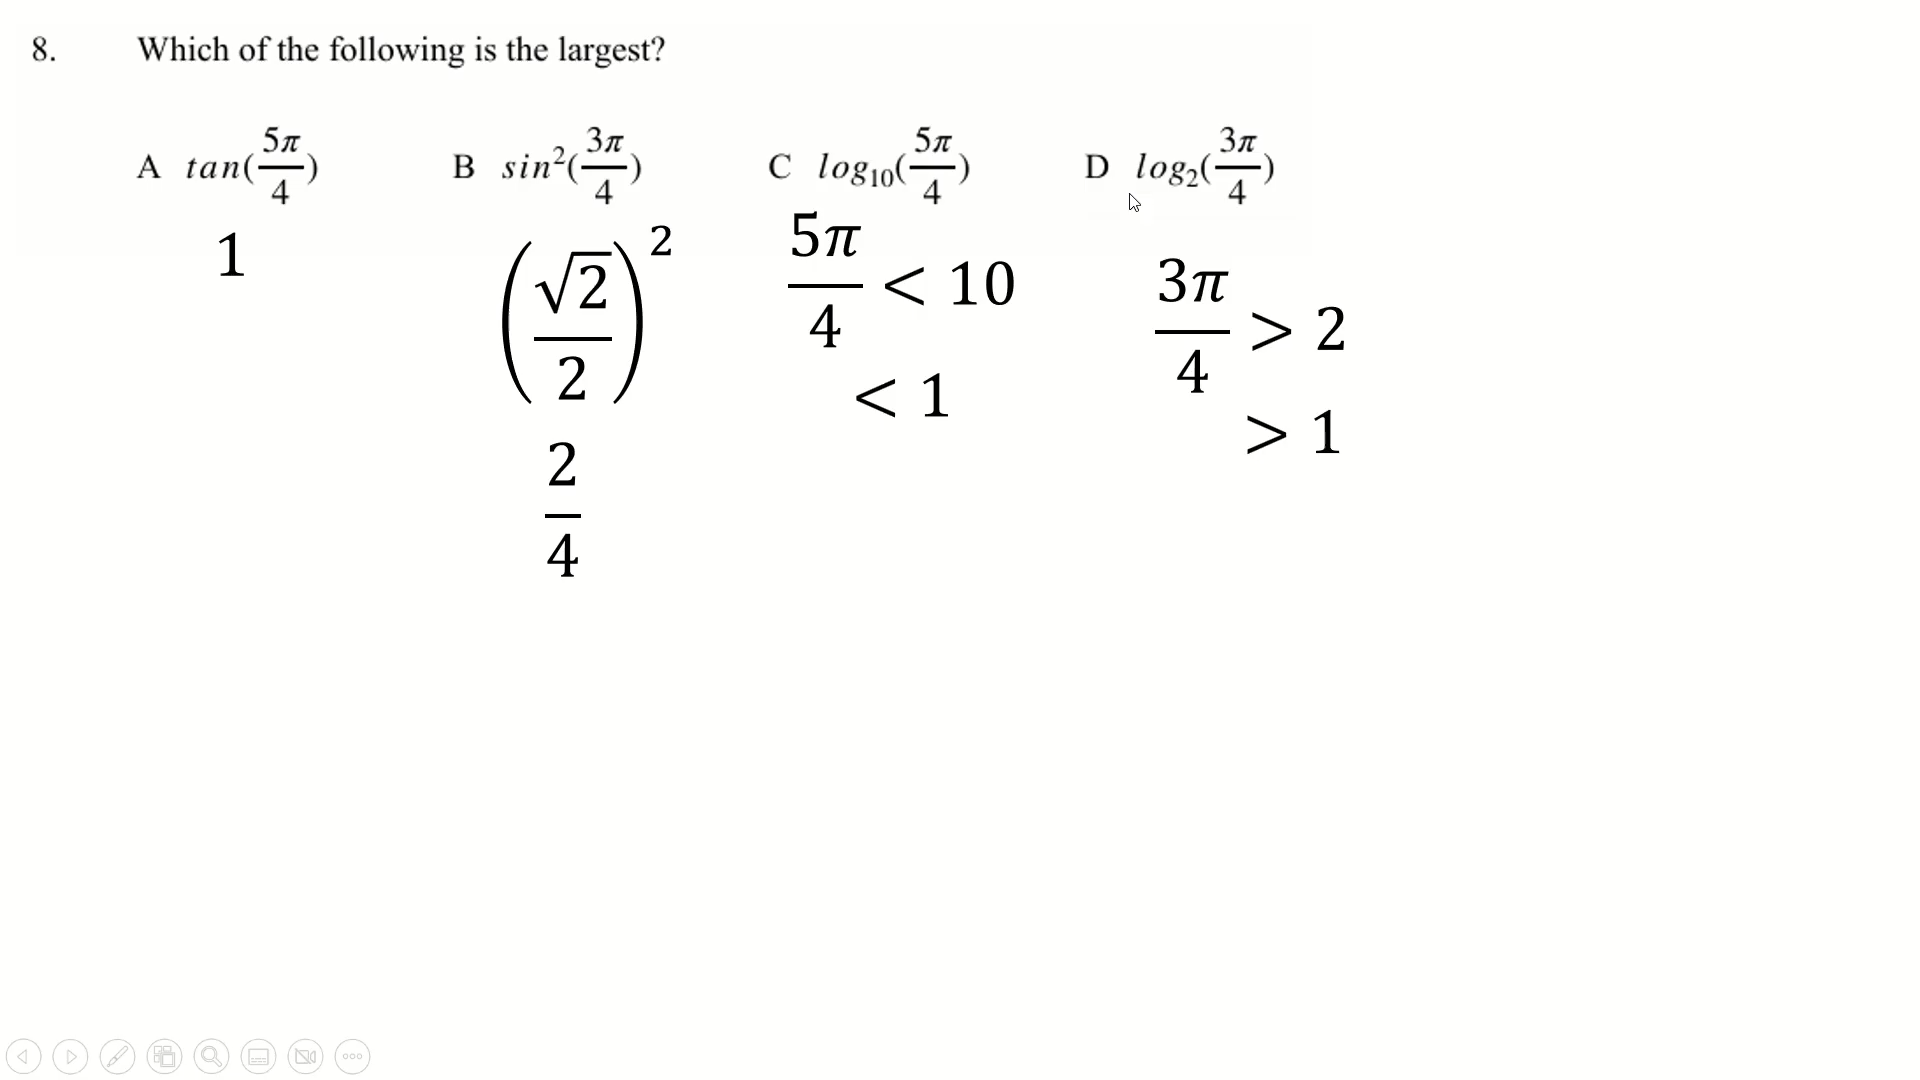 8. Which of the following is the largest?
A tan(5π/4) B sin²(3π/4) C log₁₀(5π/4) D log₂(3π/4)
1
(√2/2)²
2/4
5π/4 < 10
< 1
3π/4 > 2
> 1